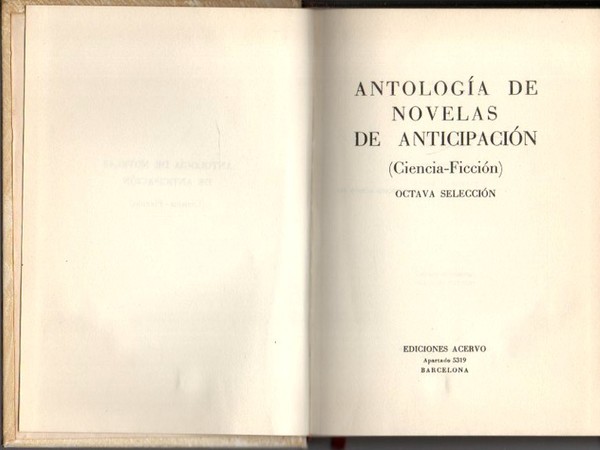 ANTOLOGÍA DE
NOVELAS
DE ANTICIPACIÓN
(Ciencia-Ficción)
OCTAVA SELECCIÓN
EDICIONES ACERVO
Apartado 5319
BARCELONA